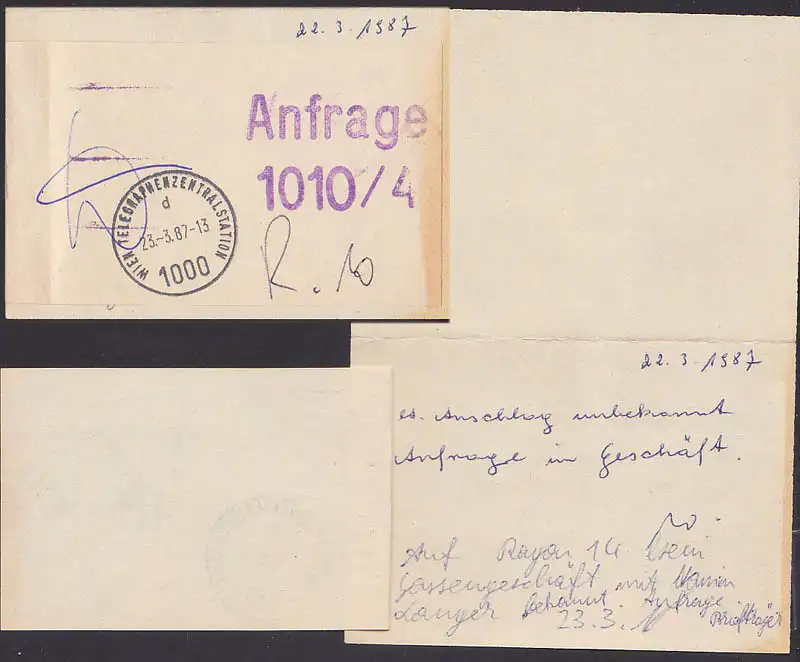 22. 3. 1987
Anfrage
1010/4
WIEN TELEGRAPHENZENTRALSTATION
d
23.-3.87-13
1000
R. 10
22. 3. 1987
lt. Anschlag unbekannt
Anfrage im Geschäft.
Auf Rayon 14 kein
Gassengeschäft mit Namen
Langer bekannt. Anfrage
23.3. Briefträger